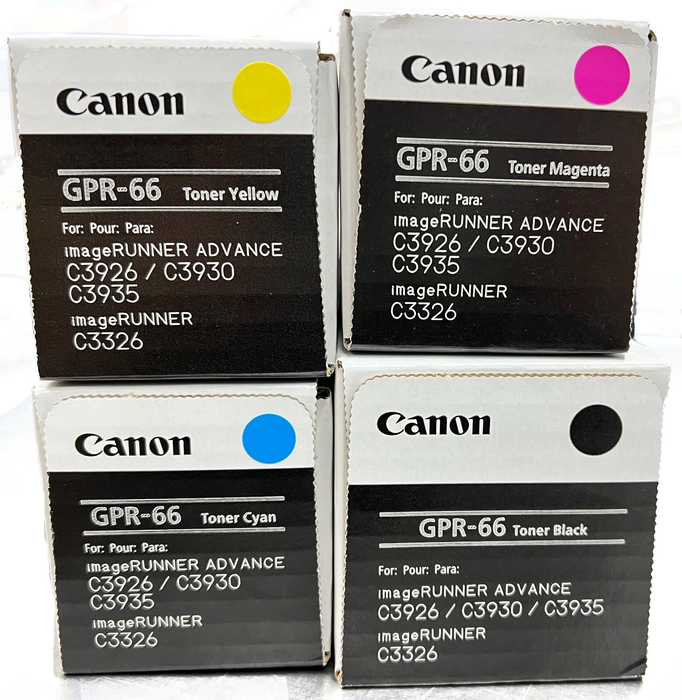 Canon
GPR-66 Toner Yellow
For: Pour: Para:
imageRUNNER ADVANCE
C3926 / C3930
C3935
imageRUNNER
C3326
Canon
GPR-66 Toner Magenta
For: Pour: Para:
imageRUNNER ADVANCE
C3926 / C3930
C3935
imageRUNNER
C3326
Canon
GPR-66 Toner Cyan
For: Pour: Para:
imageRUNNER ADVANCE
C3926 / C3930
C3935
imageRUNNER
C3326
Canon
GPR-66 Toner Black
For: Pour: Para:
imageRUNNER ADVANCE
C3926 / C3930 / C3935
imageRUNNER
C3326